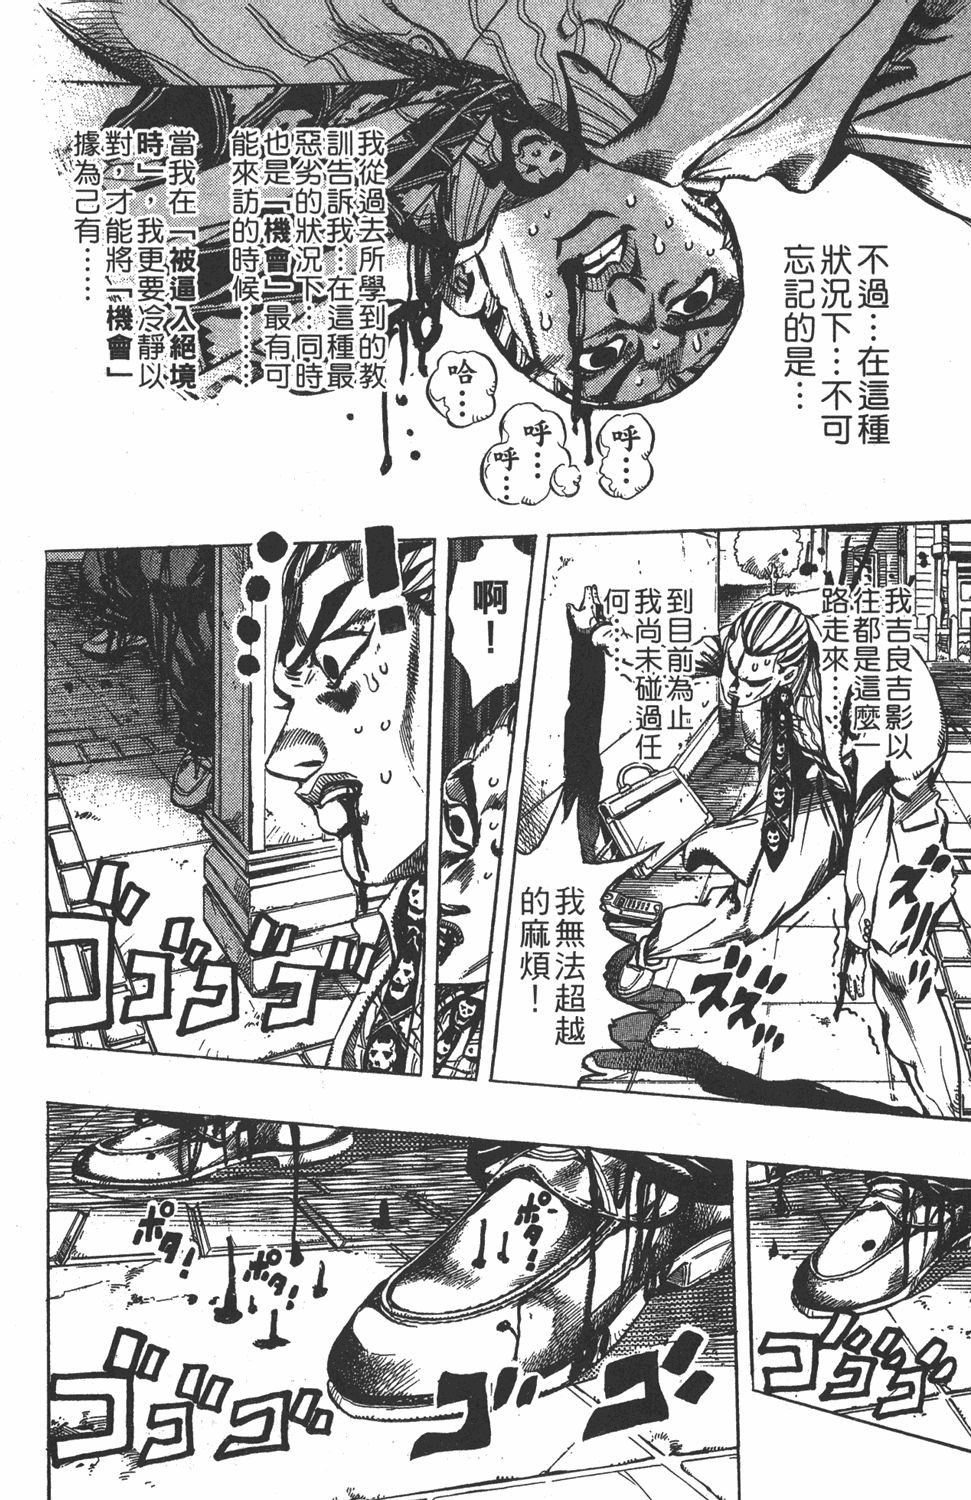 不過…在這種
狀況下…不可
忘記的是…
我從過去所學到的教
訓告訴我…在這種最
惡劣的狀況下…同時
也是「機會」最有可
能來訪的時候………
當我在「被逼入絕境
時」，我更要冷靜以
對，才能將「機會」
據為己有……
呼…
呼…
呼…
哈…
我吉良吉影以
往都是這麼一
路走來……
到目前為止，
我尚未碰過任
何……
我無法超越
的麻煩！
ズズ
ズズズ
啊！
…！
ゴゴゴゴ
ゴゴゴ
ポタ！
ポタ！
ポタ！
ゴゴ
ゴゴゴ